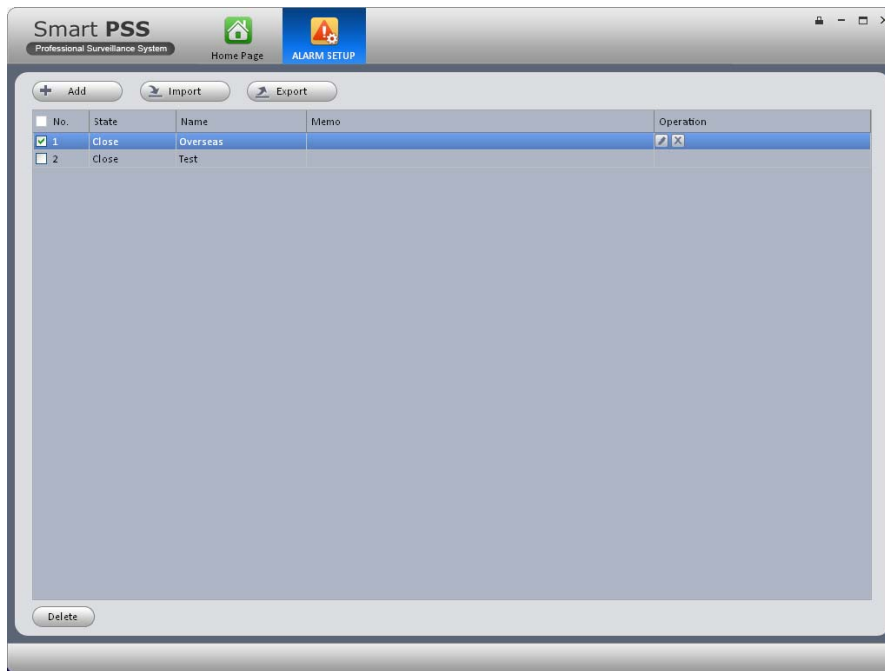 Smart PSS
Professional Surveillance System
Home Page
ALARM SETUP
Add
Import
Export
No. State Name Memo Operation
1 Close Overseas
2 Close Test
Delete